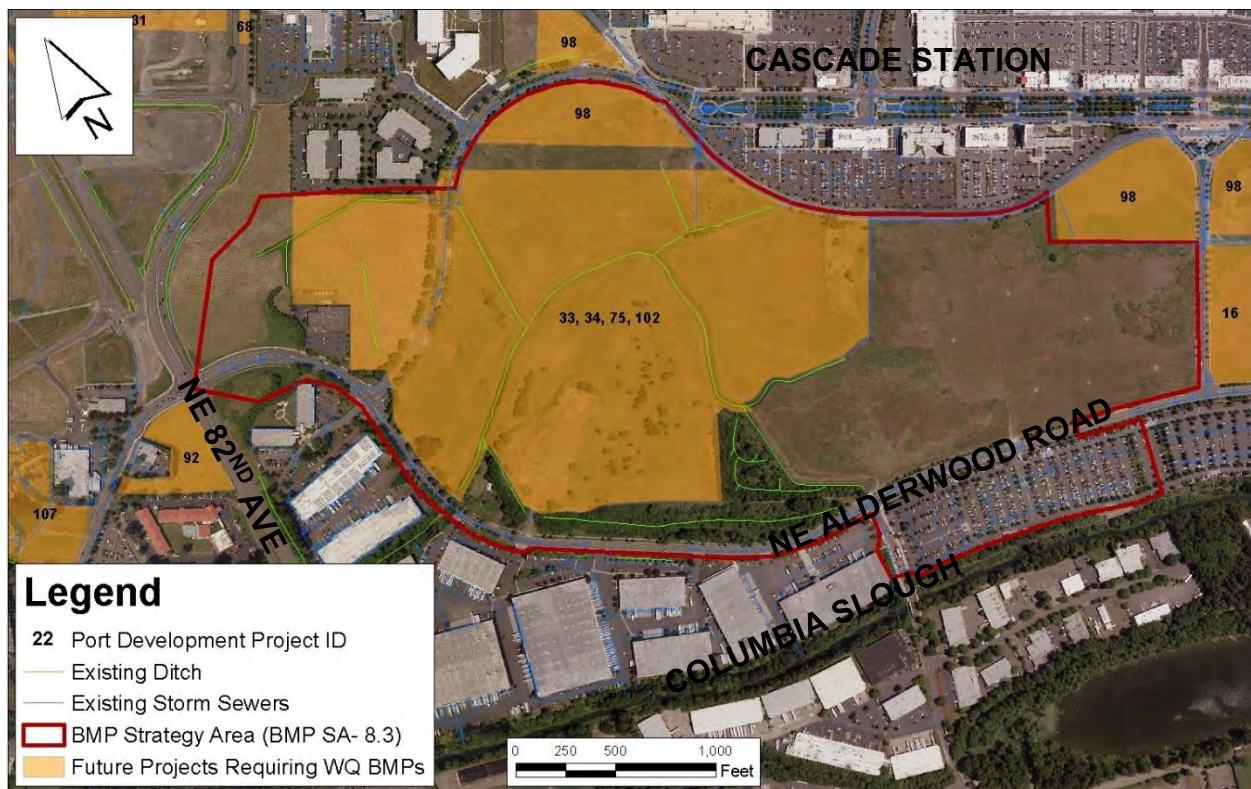 31
68
98
CASCADE STATION
N
98
98
98
33, 34, 75, 102
16
NE 82ND AVE
92
107
NE ALDERWOOD ROAD
COLUMBIA SLOUGH
Legend
22 Port Development Project ID
Existing Ditch
Existing Storm Sewers
BMP Strategy Area (BMP SA- 8.3)
Future Projects Requiring WQ BMPs
0 250 500 1,000
Feet